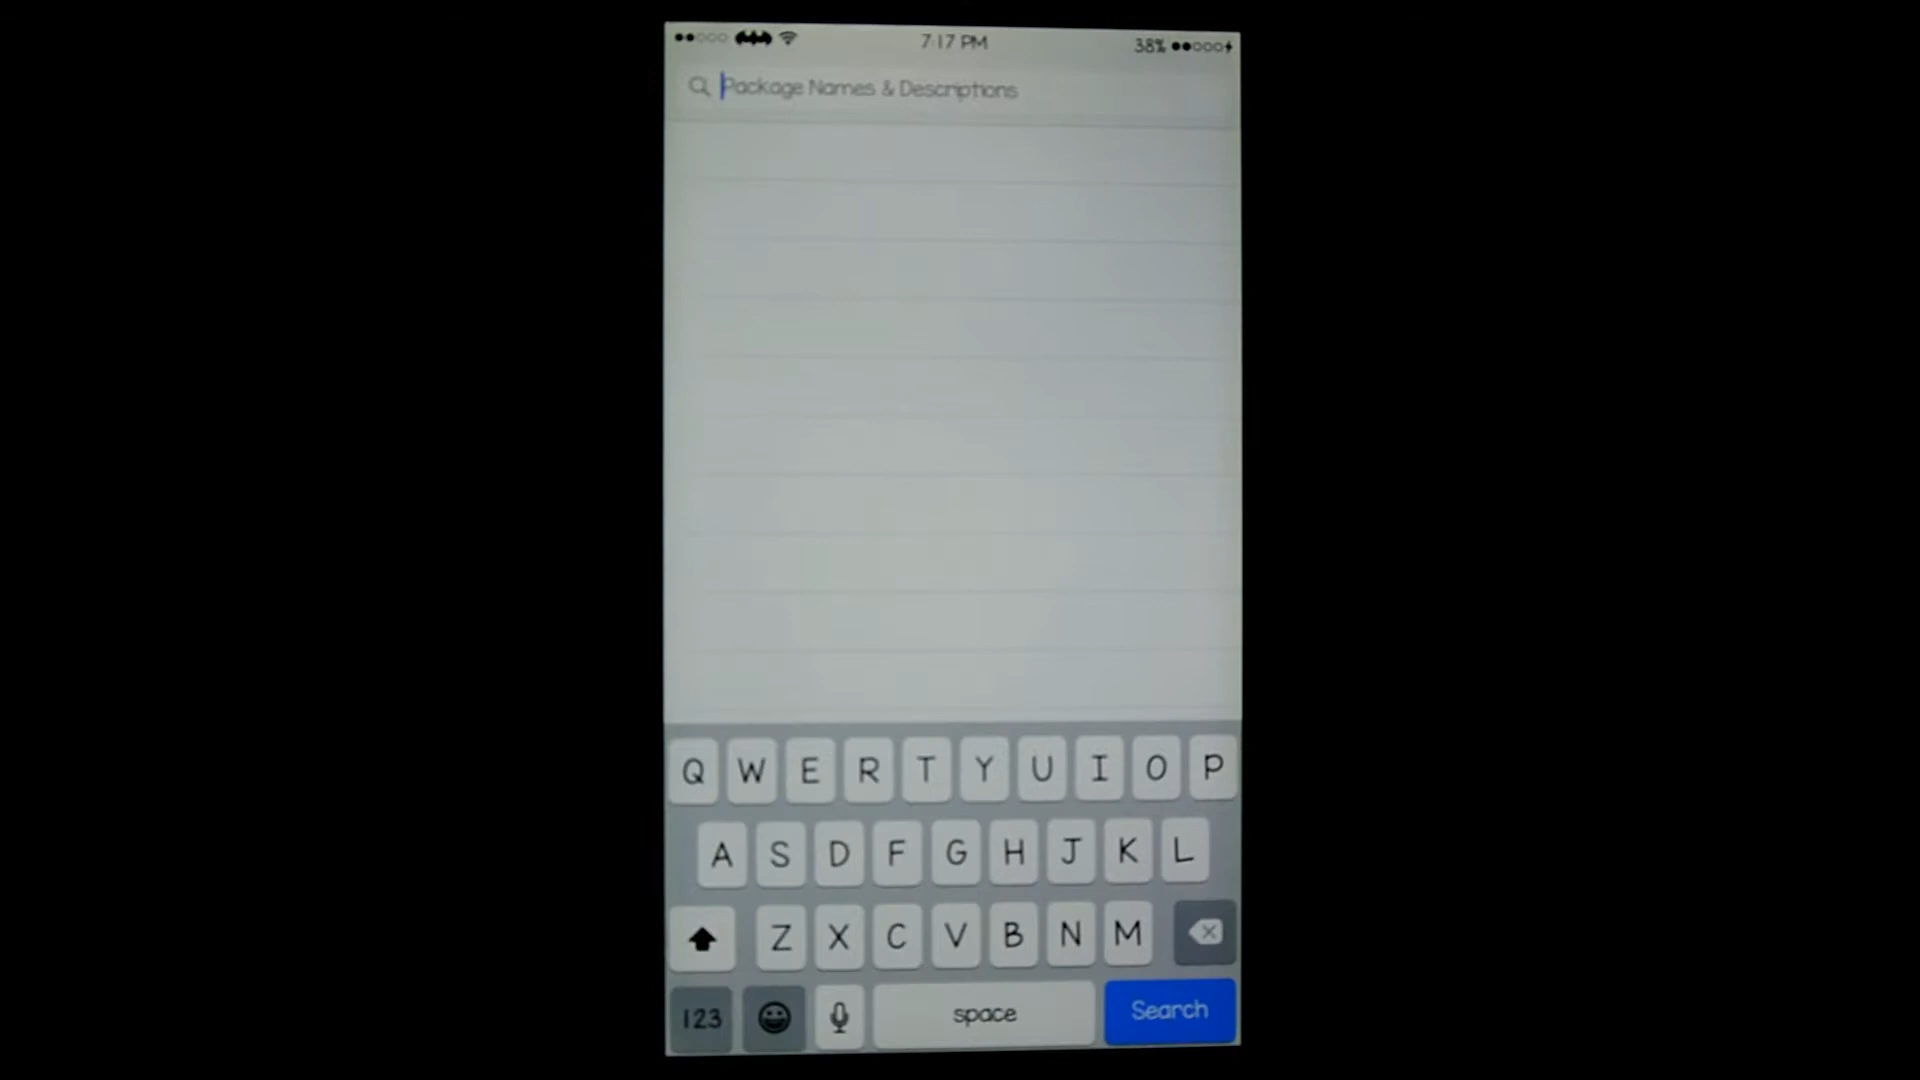 7:17 PM 38%
Package Names & Descriptions
Q W E R T Y U I O P
A S D F G H J K L
Z X C V B N M
123 space Search